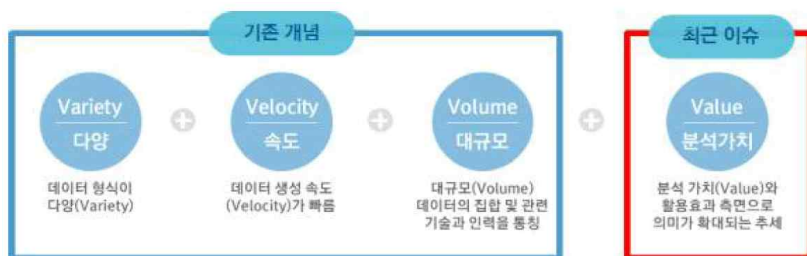 기존 개념
최근 이슈
Variety
다양
Velocity
속도
Volume
대규모
Value
분석가치
데이터 형식이
다양(Variety)
데이터 생성 속도
(Velocity)가 빠름
대규모(Volume)
데이터의 집합 및 관련
기술과 인력을 통칭
분석 가치(Value)와
활용효과 측면으로
의미가 확대되는 추세